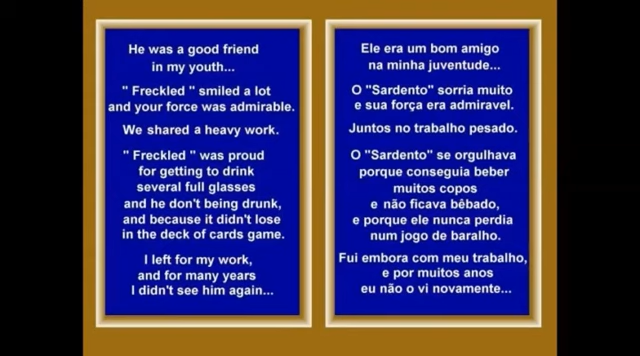 He was a good friend
in my youth...
" Freckled " smiled a lot
and your force was admirable.
We shared a heavy work.
" Freckled " was proud
for getting to drink
several full glasses
and he don't being drunk,
and because it didn't lose
in the deck of cards game.
I left for my work,
and for many years
I didn't see him again...
Ele era um bom amigo
na minha juventude...
O "Sardento" sorria muito
e sua força era admiravel.
Juntos no trabalho pesado.
O "Sardento" se orgulhava
porque conseguia beber
muitos copos
e não ficava bêbado,
e porque ele nunca perdia
num jogo de baralho.
Fui embora com meu trabalho,
e por muitos anos
eu não o vi novamente...